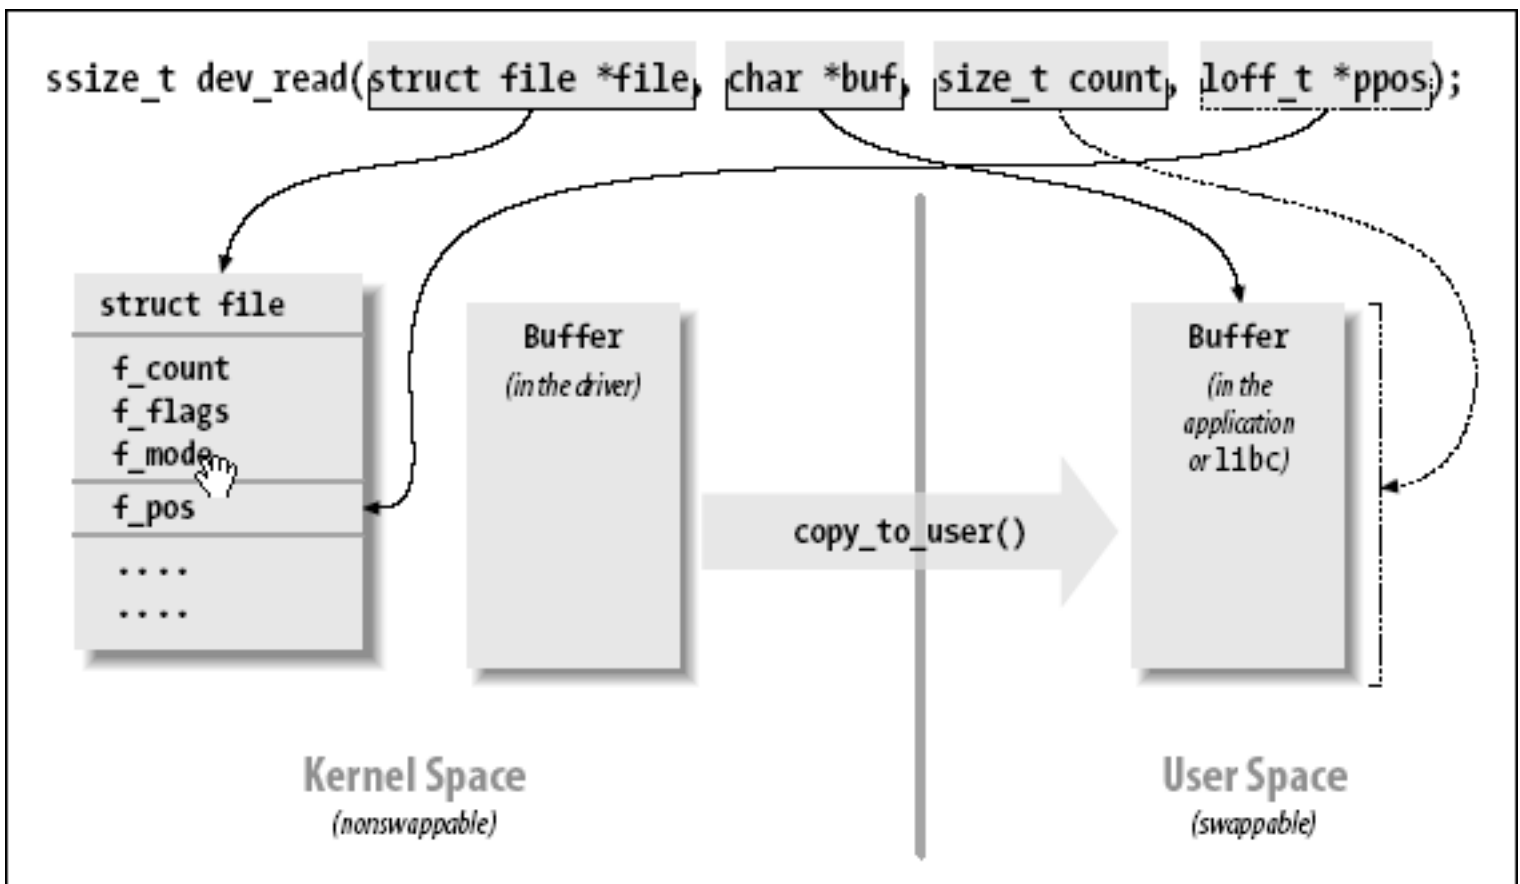 ssize_t dev_read(struct file *file, char *buf, size_t count, loff_t *ppos);
struct file
f_count
f_flags
f_mode
f_pos
....
....
Buffer
(in the driver)
copy_to_user()
Buffer
(in the
application
or libc)
Kernel Space
(nonswappable)
User Space
(swappable)